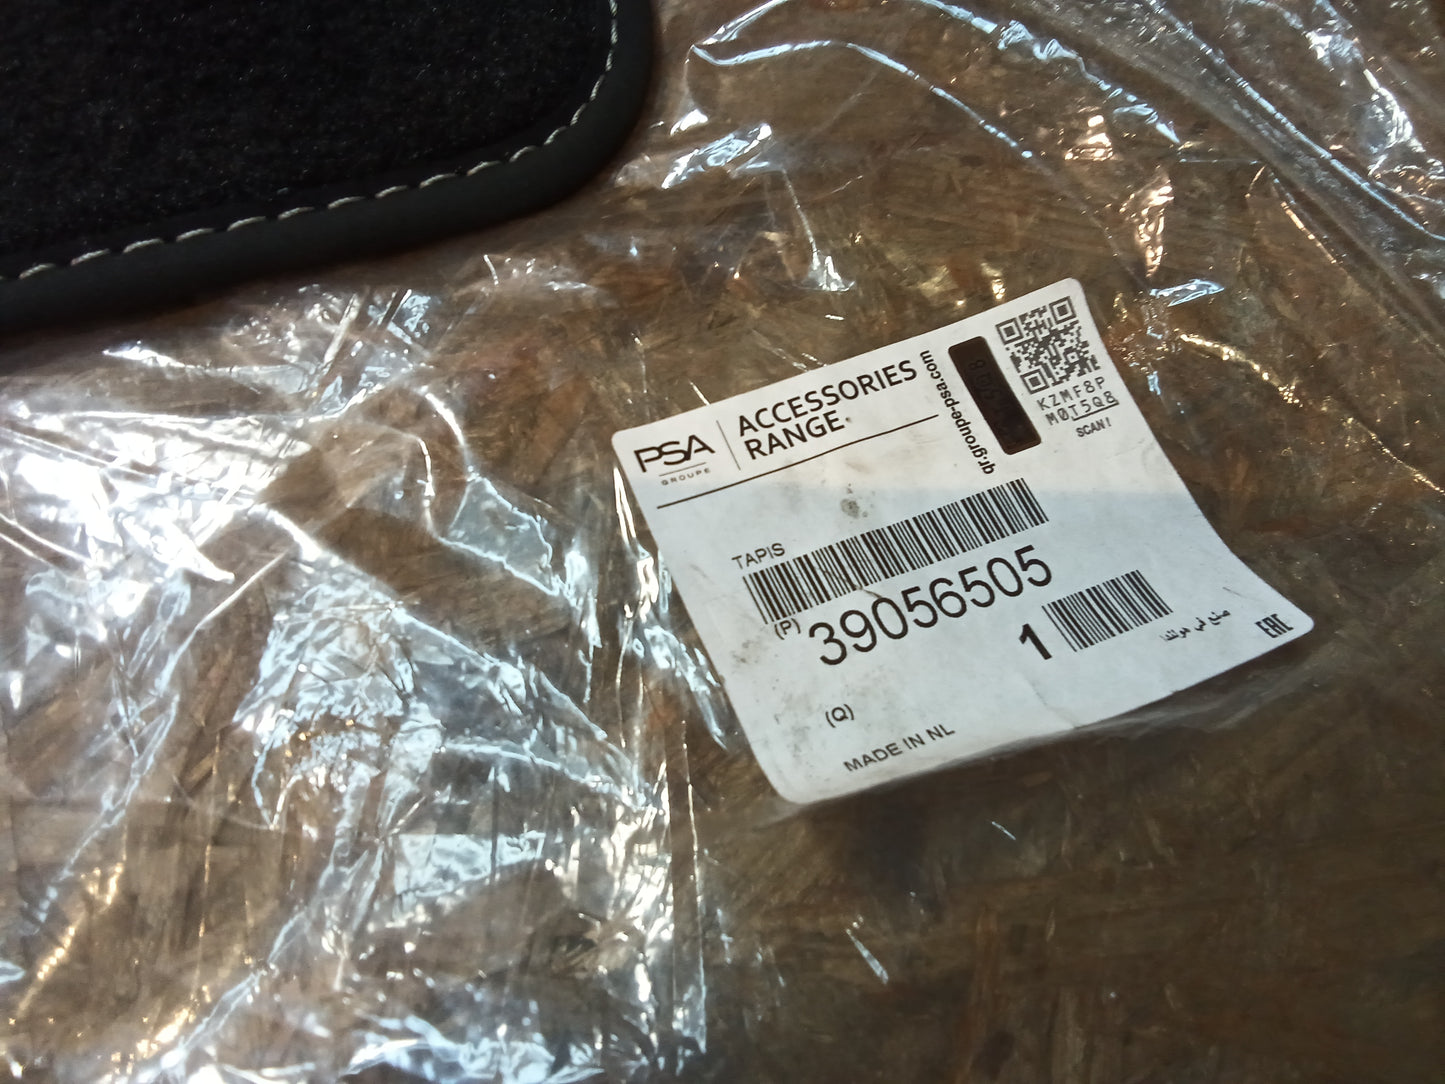 PSA
GROUPE
ACCESSORIES
RANGE
qr.groupe-psa.com
KZMF8P
M0T5Q8
SCAN!
TAPIS
(P) 39056505
1
صنع في هولندا
EAC
(Q)
MADE IN NL